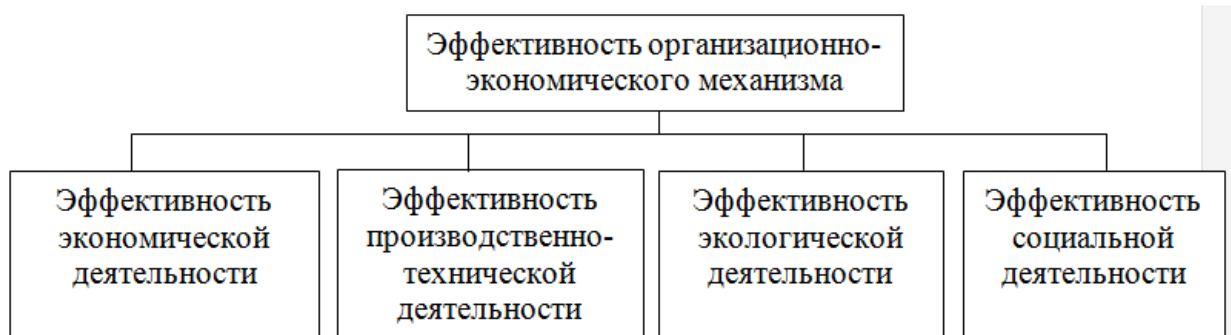 Эффективность организационно-
экономического механизма
Эффективность
экономической
деятельности
Эффективность
производственно-
технической
деятельности
Эффективность
экологической
деятельности
Эффективность
социальной
деятельности